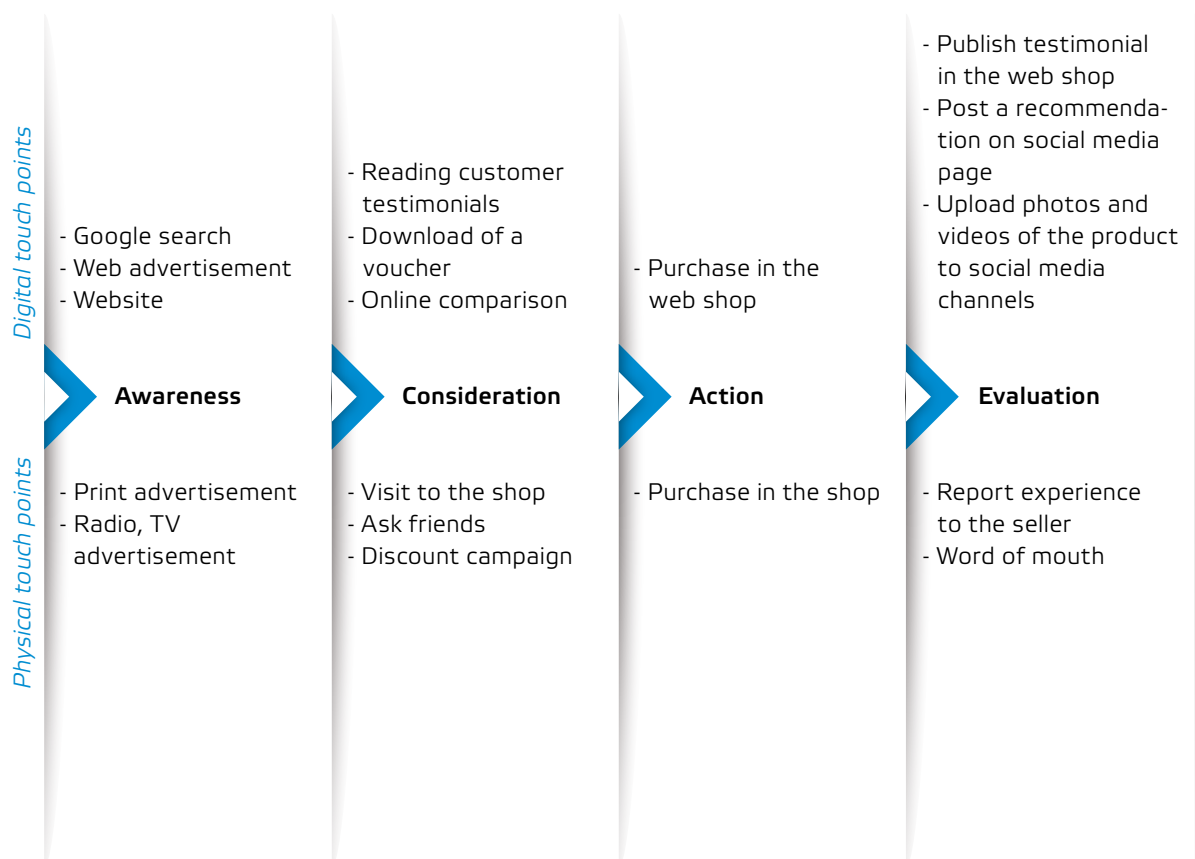 Digital touch points
- Google search
- Web advertisement
- Website
- Reading customer
testimonials
- Download of a
voucher
- Online comparison
- Purchase in the
web shop
- Publish testimonial
in the web shop
- Post a recommenda-
tion on social media
page
- Upload photos and
videos of the product
to social media
channels
Awareness
Consideration
Action
Evaluation
Physical touch points
- Print advertisement
- Radio, TV
advertisement
- Visit to the shop
- Ask friends
- Discount campaign
- Purchase in the shop
- Report experience
to the seller
- Word of mouth